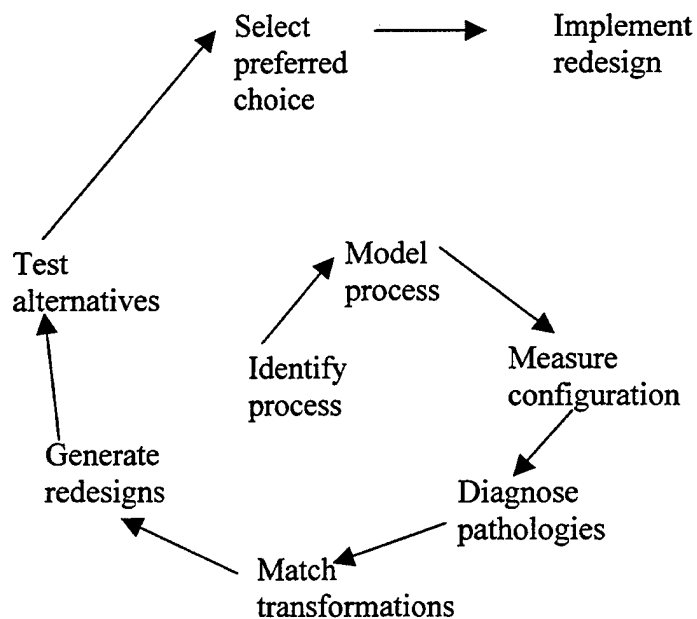 Select
preferred
choice
Implement
redesign
Test
alternatives
Model
process
Identify
process
Measure
configuration
Generate
redesigns
Diagnose
pathologies
Match
transformations